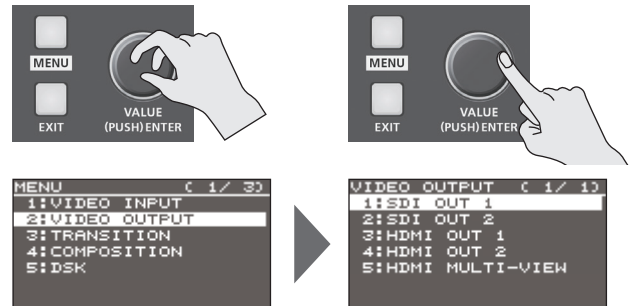 MENU
EXIT
VALUE
(PUSH) ENTER
MENU
EXIT
VALUE
(PUSH) ENTER
MENU ( 1/ 3)
1:VIDEO INPUT
2:VIDEO OUTPUT
3:TRANSITION
4:COMPOSITION
5:DSK
VIDEO OUTPUT ( 1/ 1)
1:SDI OUT 1
2:SDI OUT 2
3:HDMI OUT 1
4:HDMI OUT 2
5:HDMI MULTI-VIEW